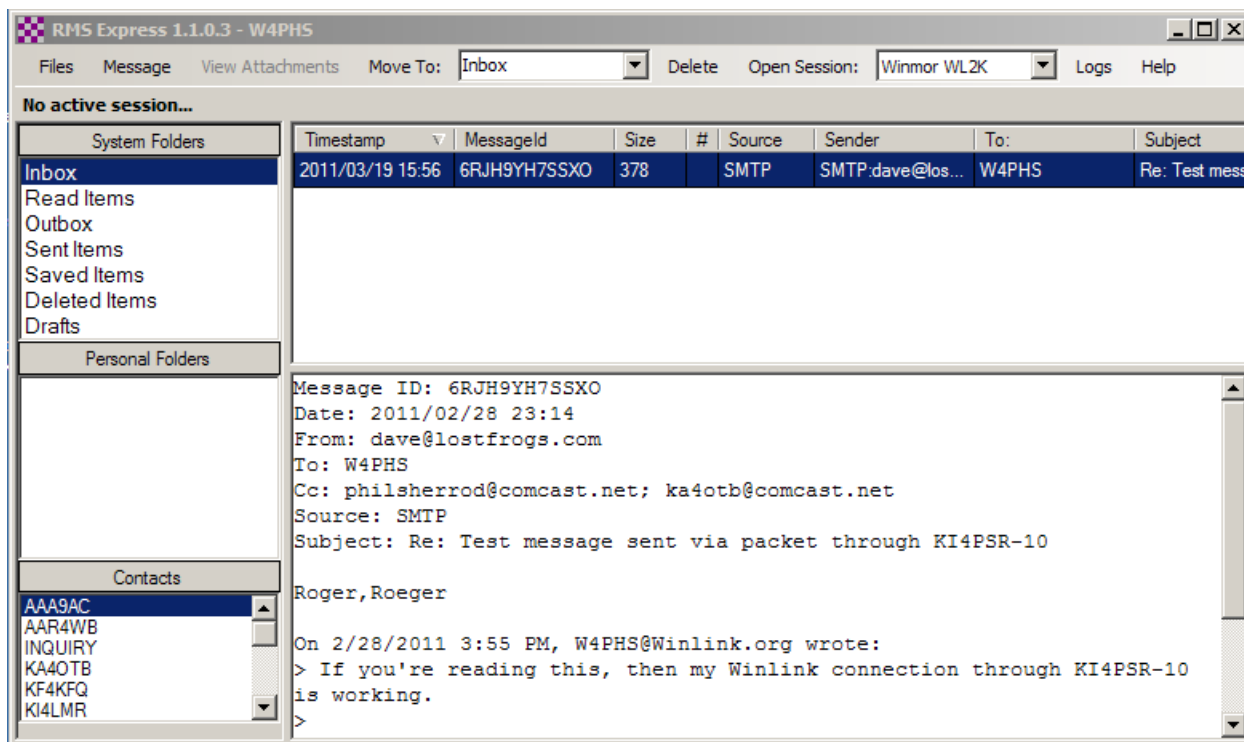 RMS Express 1.1.0.3 - W4PHS
Files Message View Attachments Move To: Inbox Delete Open Session: Winmor WL2K Logs Help
No active session...
System Folders
Inbox
Read Items
Outbox
Sent Items
Saved Items
Deleted Items
Drafts
Personal Folders
Contacts
AAA9AC
AAR4WB
INQUIRY
KA4OTB
KF4KFQ
KI4LMR
Timestamp MessageId Size # Source Sender To: Subject
2011/03/19 15:56 6RJH9YH7SSXO 378 SMTP SMTP:dave@los... W4PHS Re: Test mess
Message ID: 6RJH9YH7SSXO
Date: 2011/02/28 23:14
From: dave@lostfrogs.com
To: W4PHS
Cc: philsherrod@comcast.net; ka4otb@comcast.net
Source: SMTP
Subject: Re: Test message sent via packet through KI4PSR-10
Roger,Roeger
On 2/28/2011 3:55 PM, W4PHS@Winlink.org wrote:
> If you're reading this, then my Winlink connection through KI4PSR-10
is working.
>